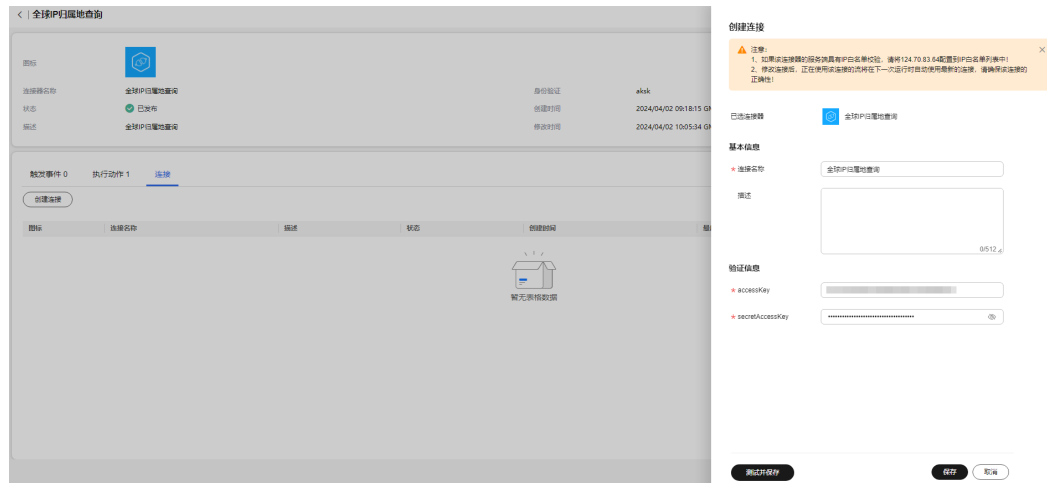 全球IP归属地查询
图标
连接器名称 全球IP归属地查询 身份验证 aksk
状态 已发布 创建时间 2024/04/02 09:18:15 GM
描述 全球IP归属地查询 修改时间 2024/04/02 10:05:34 GM
触发事件 0 执行动作 1 连接
创建连接
图标 连接名称 描述 状态 创建时间 最
暂无表格数据
创建连接
注意:
1、如果该连接器的服务端具有IP白名单校验,请将124.70.83.64配置到IP白名单列表中!
2、修改连接后,正在使用该连接的流将在下一次运行时自动使用最新的连接,请确保该连接的
正确性!
已选连接器 全球IP归属地查询
基本信息
* 连接名称 全球IP归属地查询
描述
0/512
验证信息
* accessKey
* secretAccessKey ••••••••••••••••••••••••••••••••••••
测试并保存 保存 取消